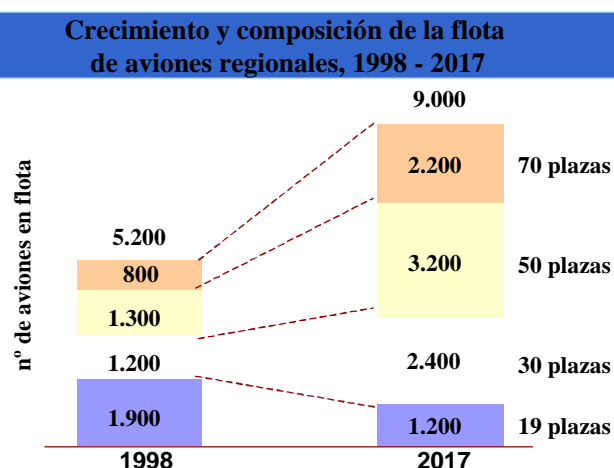 Crecimiento y composición de la flota
de aviones regionales, 1998 - 2017
nº de aviones en flota
5.200
800
1.300
1.200
1.900
1998
9.000
2.200
3.200
2.400
1.200
2017
70 plazas
50 plazas
30 plazas
19 plazas